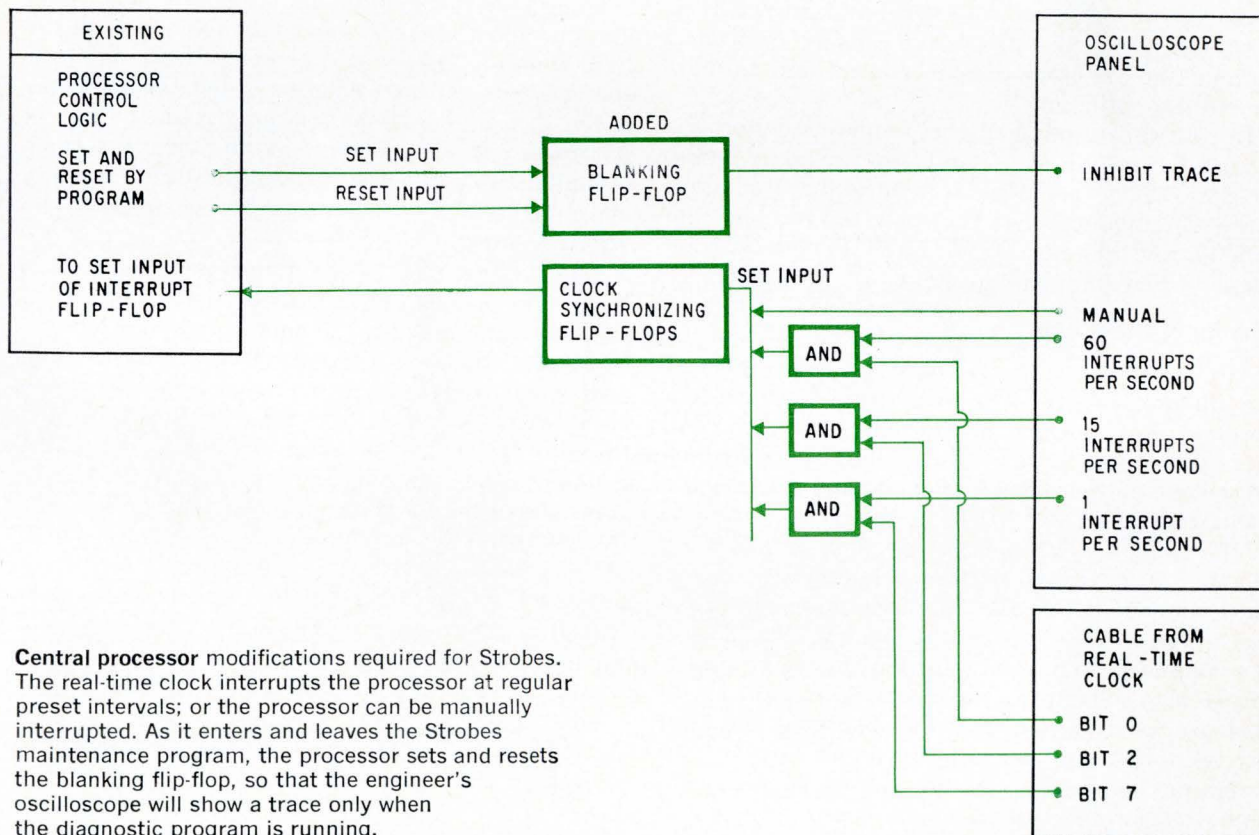 EXISTING
PROCESSOR
CONTROL
LOGIC
SET AND
RESET BY
PROGRAM
TO SET INPUT
OF INTERRUPT
FLIP-FLOP
SET INPUT
RESET INPUT
ADDED
BLANKING
FLIP-FLOP
CLOCK
SYNCHRONIZING
FLIP-FLOPS
SET INPUT
AND
AND
AND
OSCILLOSCOPE
PANEL
INHIBIT TRACE
MANUAL
60
INTERRUPTS
PER SECOND
15
INTERRUPTS
PER SECOND
1
INTERRUPT
PER SECOND
CABLE FROM
REAL-TIME
CLOCK
BIT 0
BIT 2
BIT 7
Central processor modifications required for Strobes.
The real-time clock interrupts the processor at regular
preset intervals; or the processor can be manually
interrupted. As it enters and leaves the Strobes
maintenance program, the processor sets and resets
the blanking flip-flop, so that the engineer's
oscilloscope will show a trace only when
the diagnostic program is running.